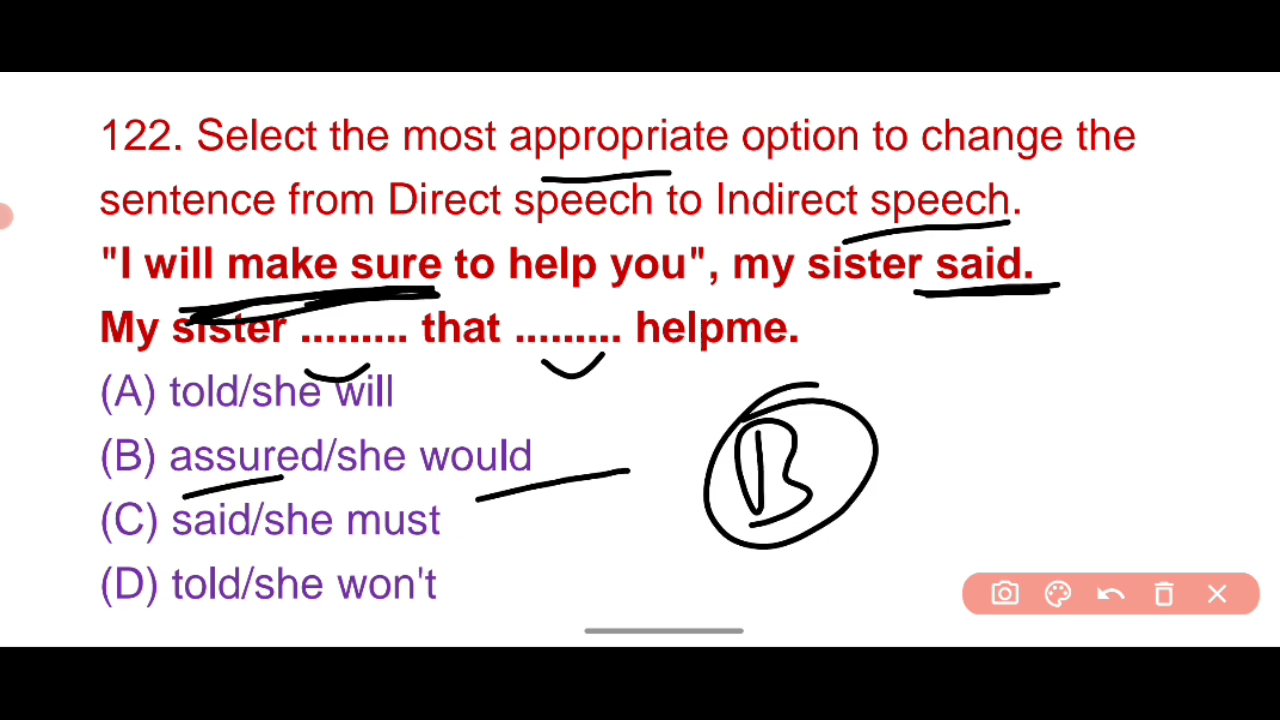 122. Select the most appropriate option to change the
sentence from Direct speech to Indirect speech.
"I will make sure to help you", my sister said.
My sister ......... that ......... helpme.
(A) told/she will
(B) assured/she would
B
(C) said/she must
(D) told/she won't